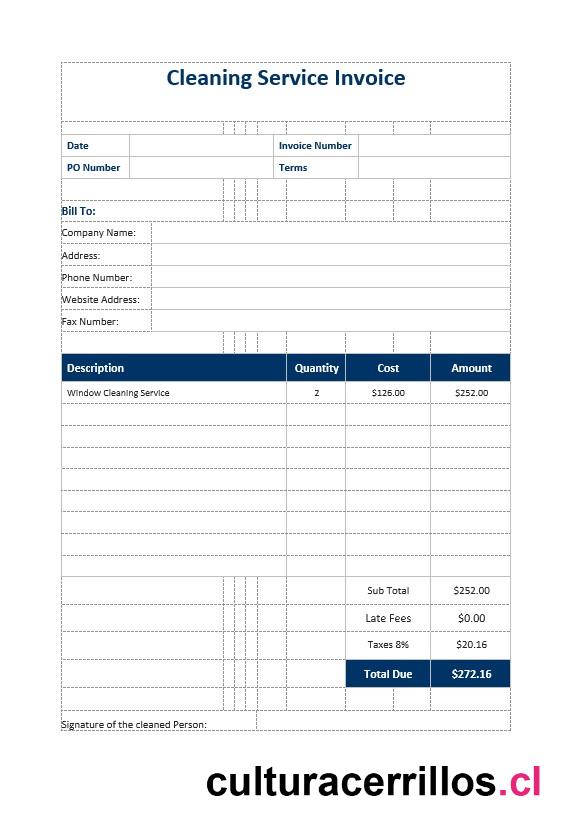 Cleaning Service Invoice
Date Invoice Number
PO Number Terms
Bill To:
Company Name:
Address:
Phone Number:
Website Address:
Fax Number:
Description Quantity Cost Amount
Window Cleaning Service 2 $126.00 $252.00
Sub Total $252.00
Late Fees $0.00
Taxes 8% $20.16
Total Due $272.16
Signature of the cleaned Person:
culturacerrillos.cl